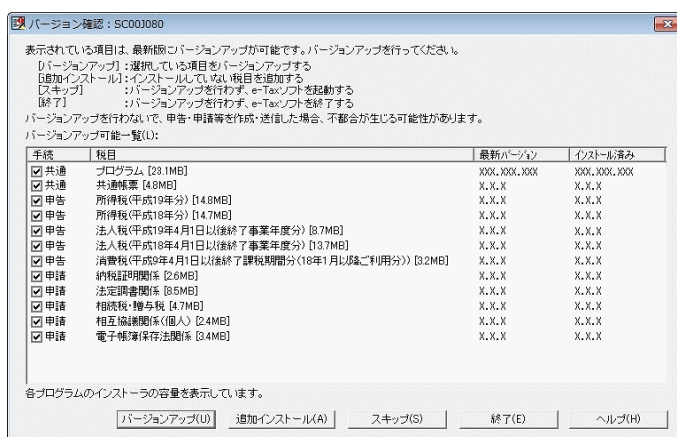 バージョン確認：SC00J080
表示されている項目は、最新版にバージョンアップが可能です。バージョンアップを行ってください。
[バージョンアップ]：選択している項目をバージョンアップする
[追加インストール]：インストールしていない税目を追加する
[スキップ]：バージョンアップを行わず、e-Taxソフトを起動する
[終了]：バージョンアップを行わず、e-Taxソフトを終了する
バージョンアップを行わないで、申告・申請等を作成・送信した場合、不都合が生じる可能性があります。
バージョンアップ可能一覧(L):
手続 税目 最新バージョン インストール済み
共通 プログラム [23.1MB] XXX.XXX.XXX XXX.XXX.XXX
共通 共通帳票 [4.8MB] X.X.X X.X.X
申告 所得税(平成19年分) [14.8MB] X.X.X X.X.X
申告 所得税(平成18年分) [14.7MB] X.X.X X.X.X
申告 法人税(平成19年4月1日以後終了事業年度分) [8.7MB] X.X.X X.X.X
申告 法人税(平成18年4月1日以後終了事業年度分) [13.7MB] X.X.X X.X.X
申告 消費税(平成9年4月1日以後終了課税期間分(18年1月以降ご利用分)) [3.2MB] X.X.X X.X.X
申請 納税証明関係 [2.6MB] X.X.X X.X.X
申請 法定調書関係 [8.5MB] X.X.X X.X.X
申請 相続税・贈与税 [4.7MB] X.X.X X.X.X
申請 相互協議関係(個人) [2.4MB] X.X.X X.X.X
申請 電子帳簿保存法関係 [3.4MB] X.X.X X.X.X
各プログラムのインストーラの容量を表示しています。
バージョンアップ(U) 追加インストール(A) スキップ(S) 終了(E) ヘルプ(H)